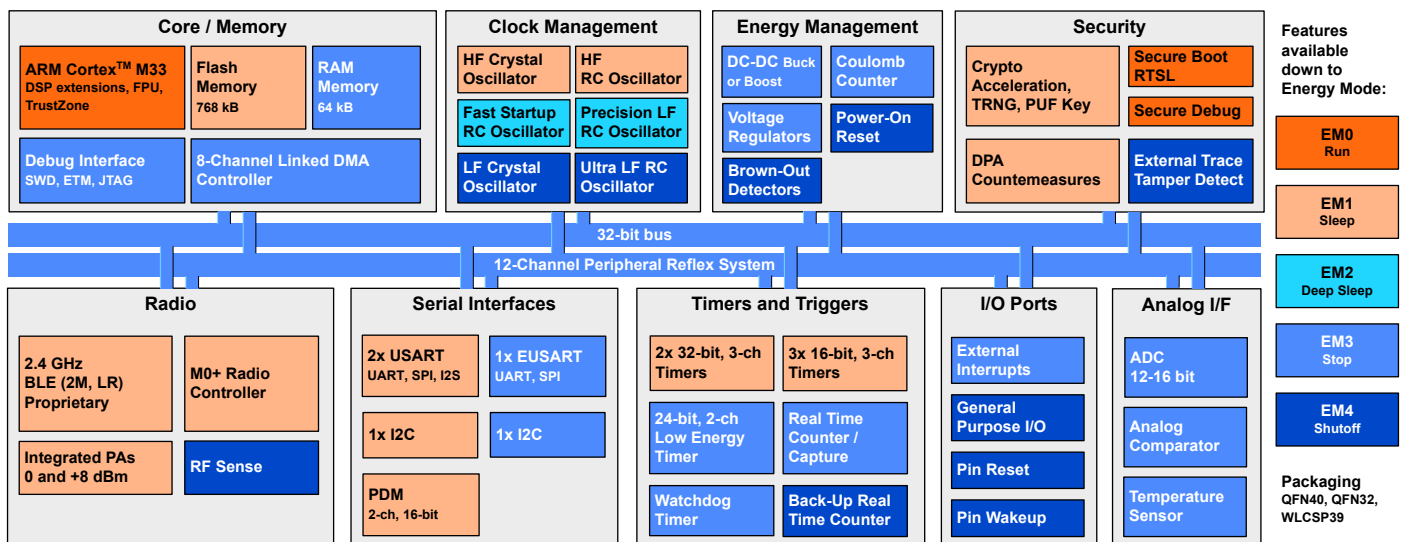 Core / Memory
ARM Cortex™ M33
DSP extensions, FPU,
TrustZone
Flash
Memory
768 kB
RAM
Memory
64 kB
Debug Interface
SWD, ETM, JTAG
8-Channel Linked DMA
Controller
Clock Management
HF Crystal
Oscillator
HF
RC Oscillator
Fast Startup
RC Oscillator
Precision LF
RC Oscillator
LF Crystal
Oscillator
Ultra LF RC
Oscillator
Energy Management
DC-DC Buck
or Boost
Coulomb
Counter
Voltage
Regulators
Power-On
Reset
Brown-Out
Detectors
Security
Crypto
Acceleration,
TRNG, PUF Key
Secure Boot
RTSL
Secure Debug
DPA
Countemeasures
External Trace
Tamper Detect
32-bit bus
12-Channel Peripheral Reflex System
Radio
2.4 GHz
BLE (2M, LR)
Proprietary
M0+ Radio
Controller
Integrated PAs
0 and +8 dBm
RF Sense
Serial Interfaces
2x USART
UART, SPI, I2S
1x EUSART
UART, SPI
1x I2C
1x I2C
PDM
2-ch, 16-bit
Timers and Triggers
2x 32-bit, 3-ch
Timers
3x 16-bit, 3-ch
Timers
24-bit, 2-ch
Low Energy
Timer
Real Time
Counter /
Capture
Watchdog
Timer
Back-Up Real
Time Counter
I/O Ports
External
Interrupts
General
Purpose I/O
Pin Reset
Pin Wakeup
Analog I/F
ADC
12-16 bit
Analog
Comparator
Temperature
Sensor
Features
available
down to
Energy Mode:
EM0
Run
EM1
Sleep
EM2
Deep Sleep
EM3
Stop
EM4
Shutoff
Packaging
QFN40, QFN32,
WLCSP39